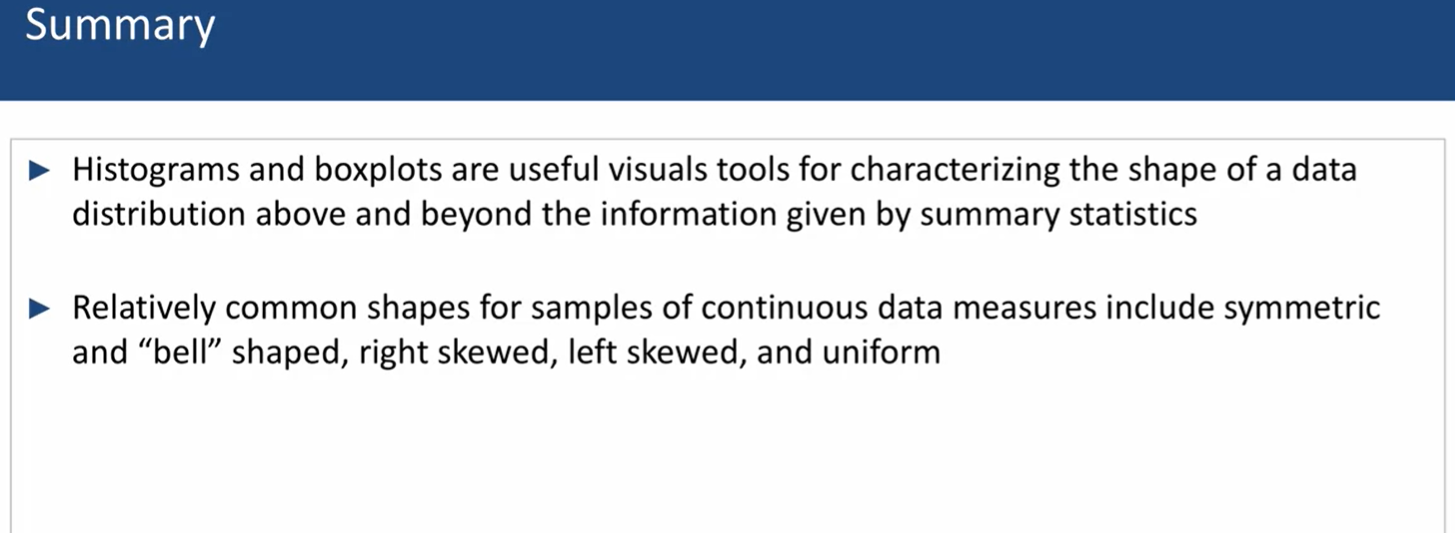 Summary
► Histograms and boxplots are useful visuals tools for characterizing the shape of a data
distribution above and beyond the information given by summary statistics
► Relatively common shapes for samples of continuous data measures include symmetric
and “bell” shaped, right skewed, left skewed, and uniform